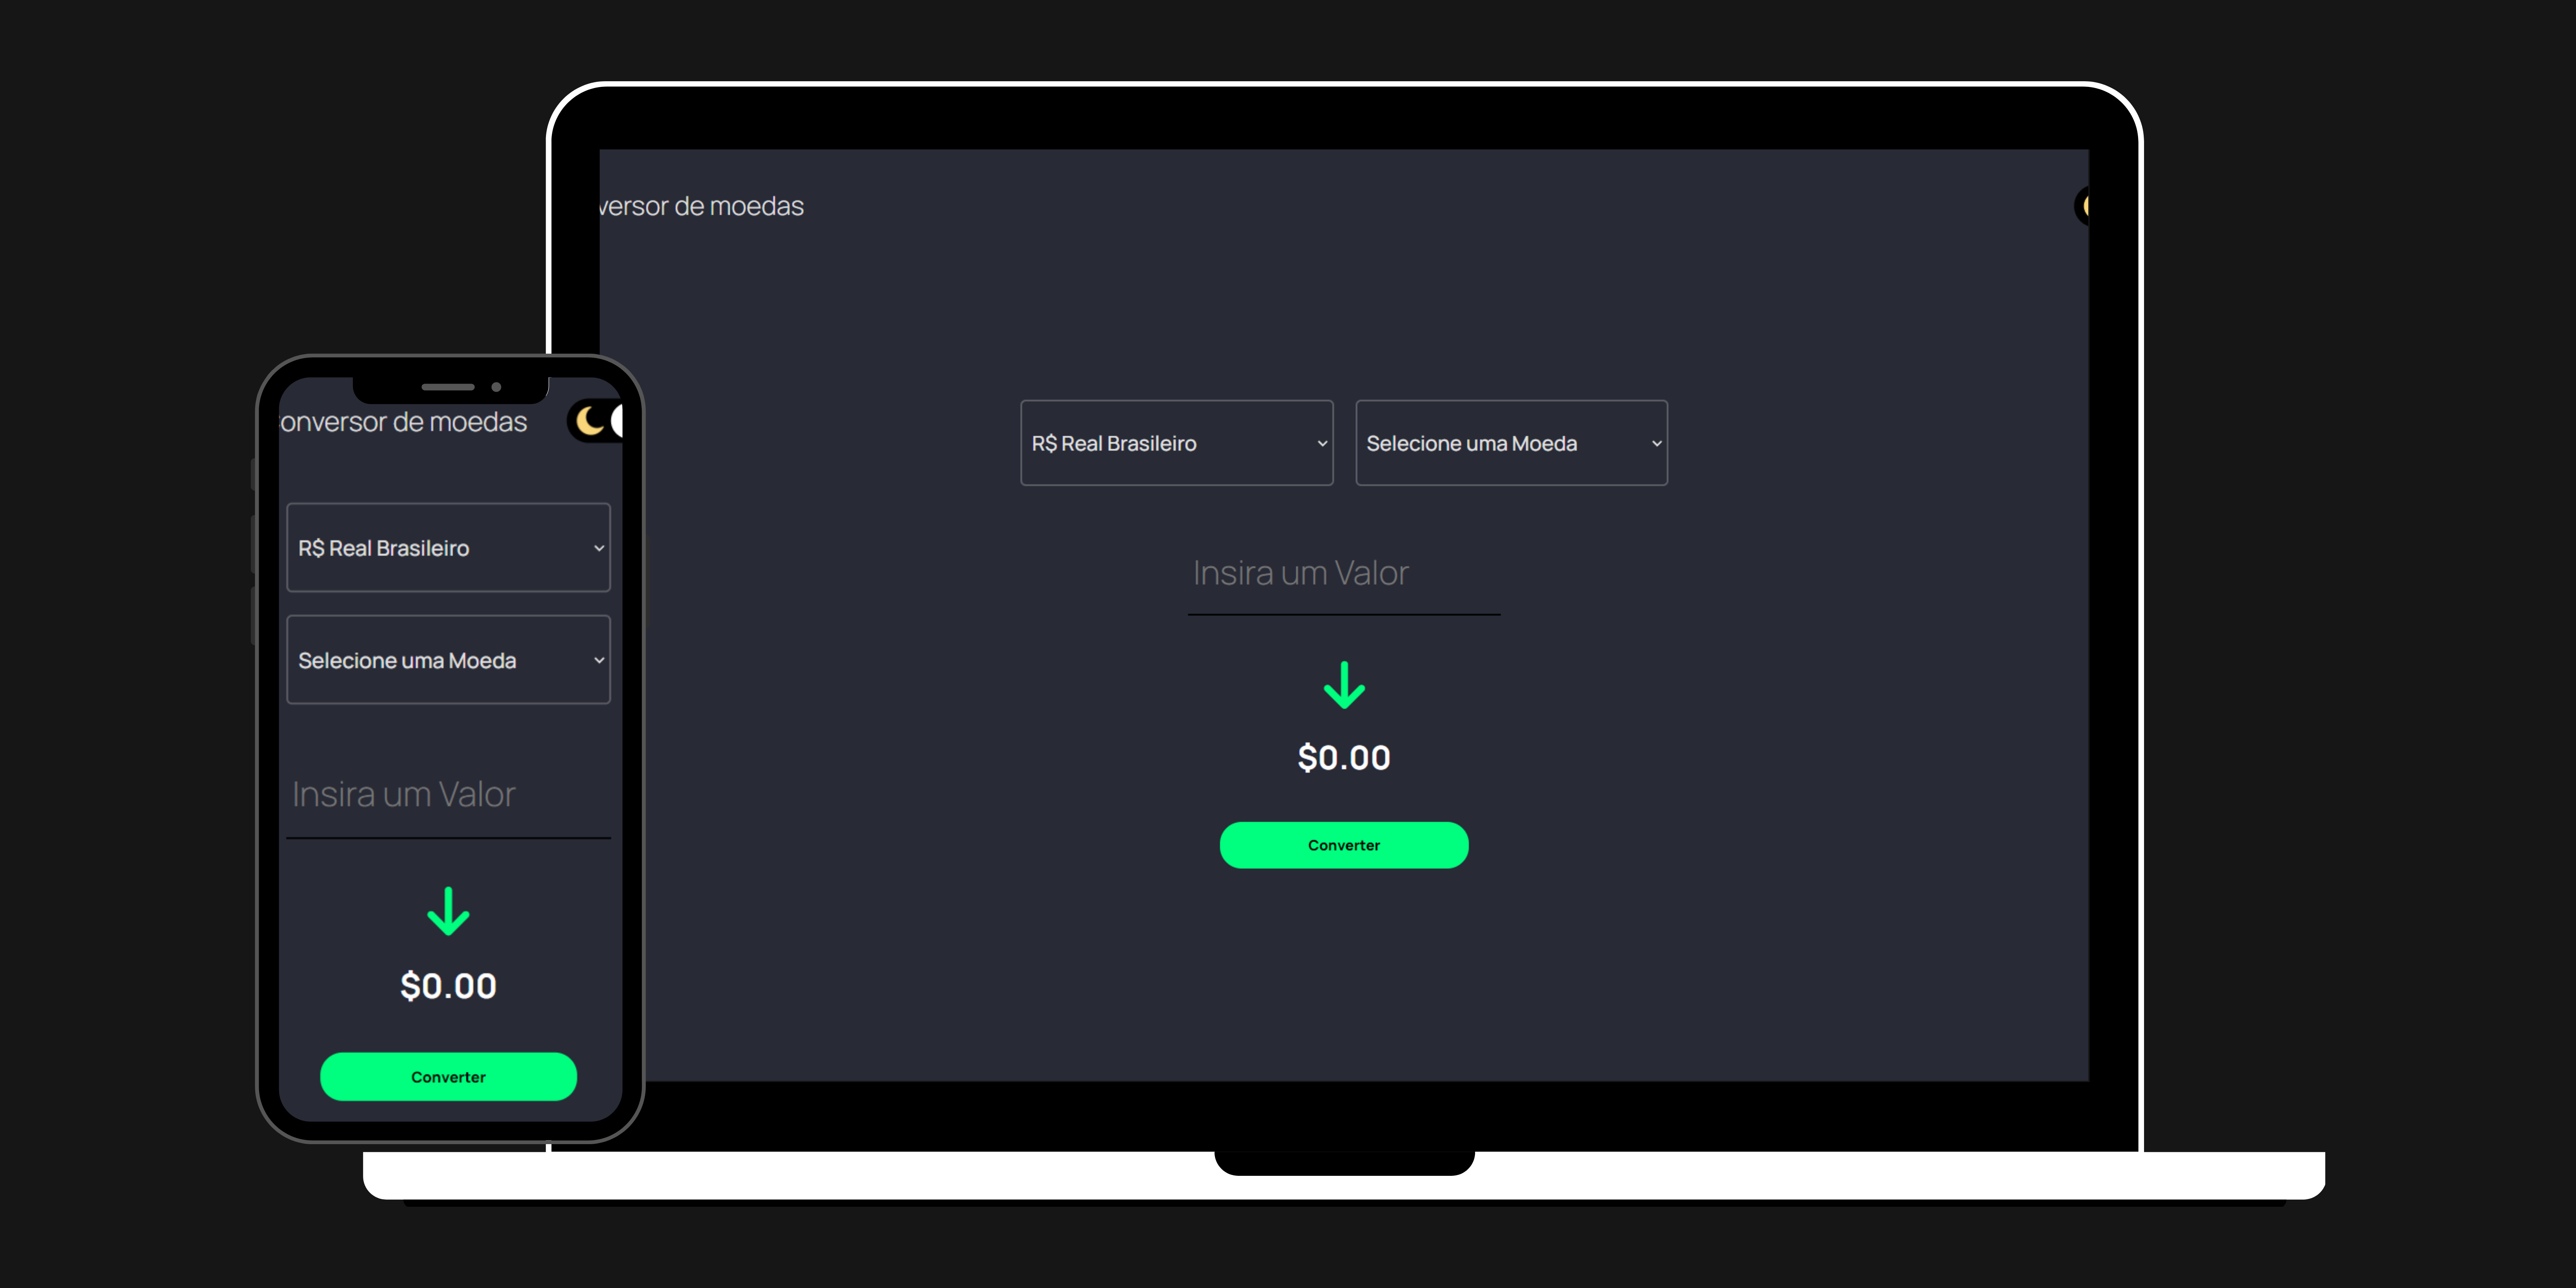 versor de moedas
R$ Real Brasileiro
Selecione uma Moeda
Insira um Valor
$0.00
Converter
onversor de moedas
R$ Real Brasileiro
Selecione uma Moeda
Insira um Valor
$0.00
Converter